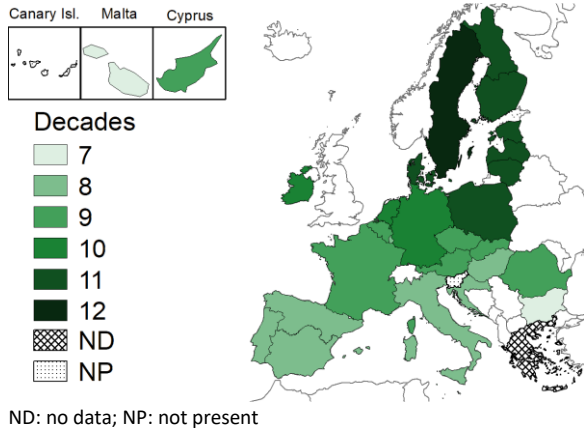 Canary Isl. Malta Cyprus
Decades
7
8
9
10
11
12
ND
NP
ND: no data; NP: not present